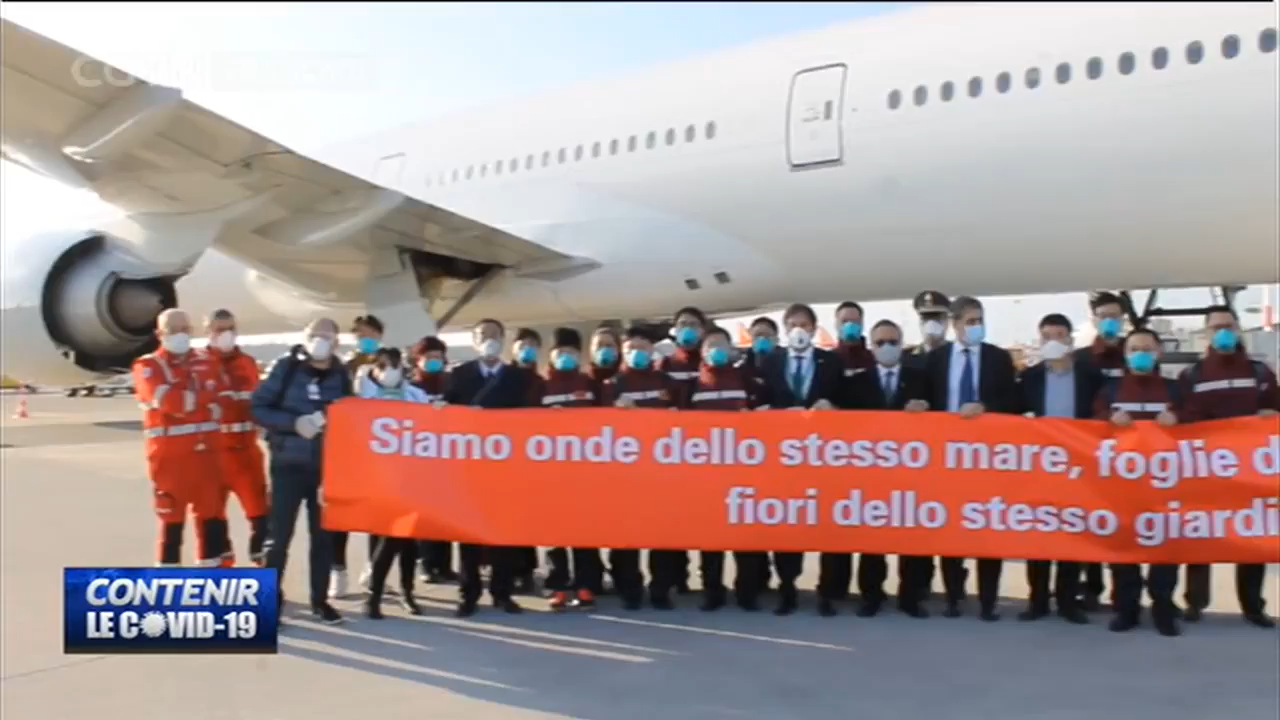 Siamo onde dello stesso mare, foglie d
fiori dello stesso giardi
CONTENIR
LE COVID-19